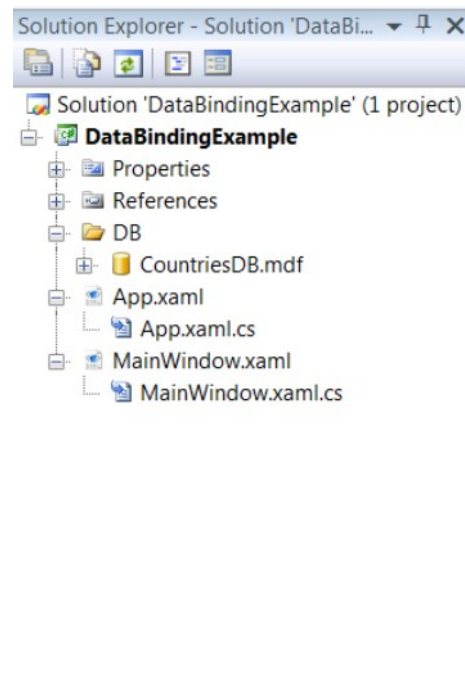 Solution Explorer - Solution 'DataBi...
Solution 'DataBindingExample' (1 project)
DataBindingExample
Properties
References
DB
CountriesDB.mdf
App.xaml
App.xaml.cs
MainWindow.xaml
MainWindow.xaml.cs